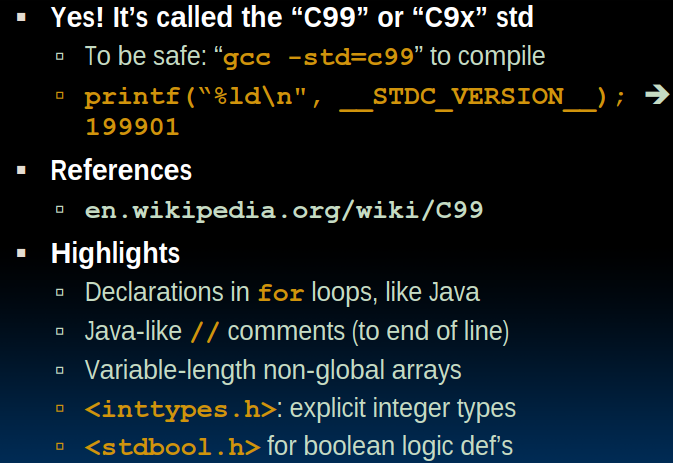 Yes! It’s called the “C99” or “C9x” std
To be safe: “gcc -std=c99” to compile
printf(“%ld\n", __STDC_VERSION__); ➔
199901
References
en.wikipedia.org/wiki/C99
Highlights
Declarations in for loops, like Java
Java-like // comments (to end of line)
Variable-length non-global arrays
<inttypes.h>: explicit integer types
<stdbool.h> for boolean logic def’s